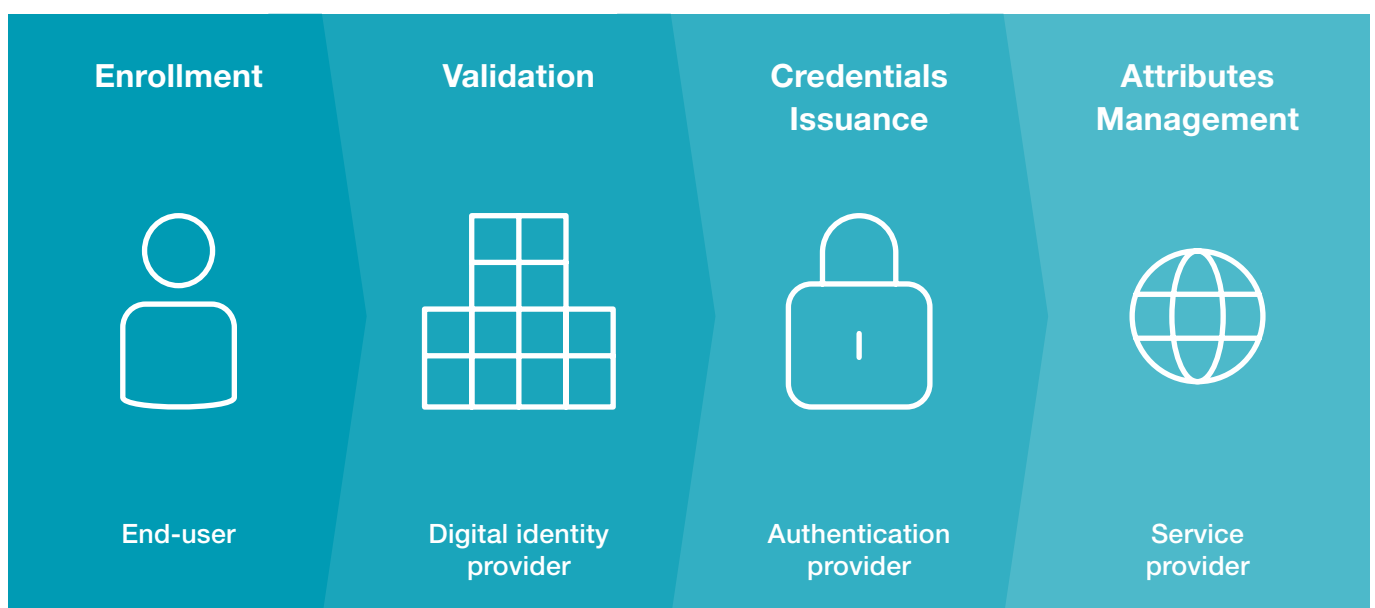 Enrollment
Validation
Credentials
Issuance
Attributes
Management
End-user
Digital identity
provider
Authentication
provider
Service
provider